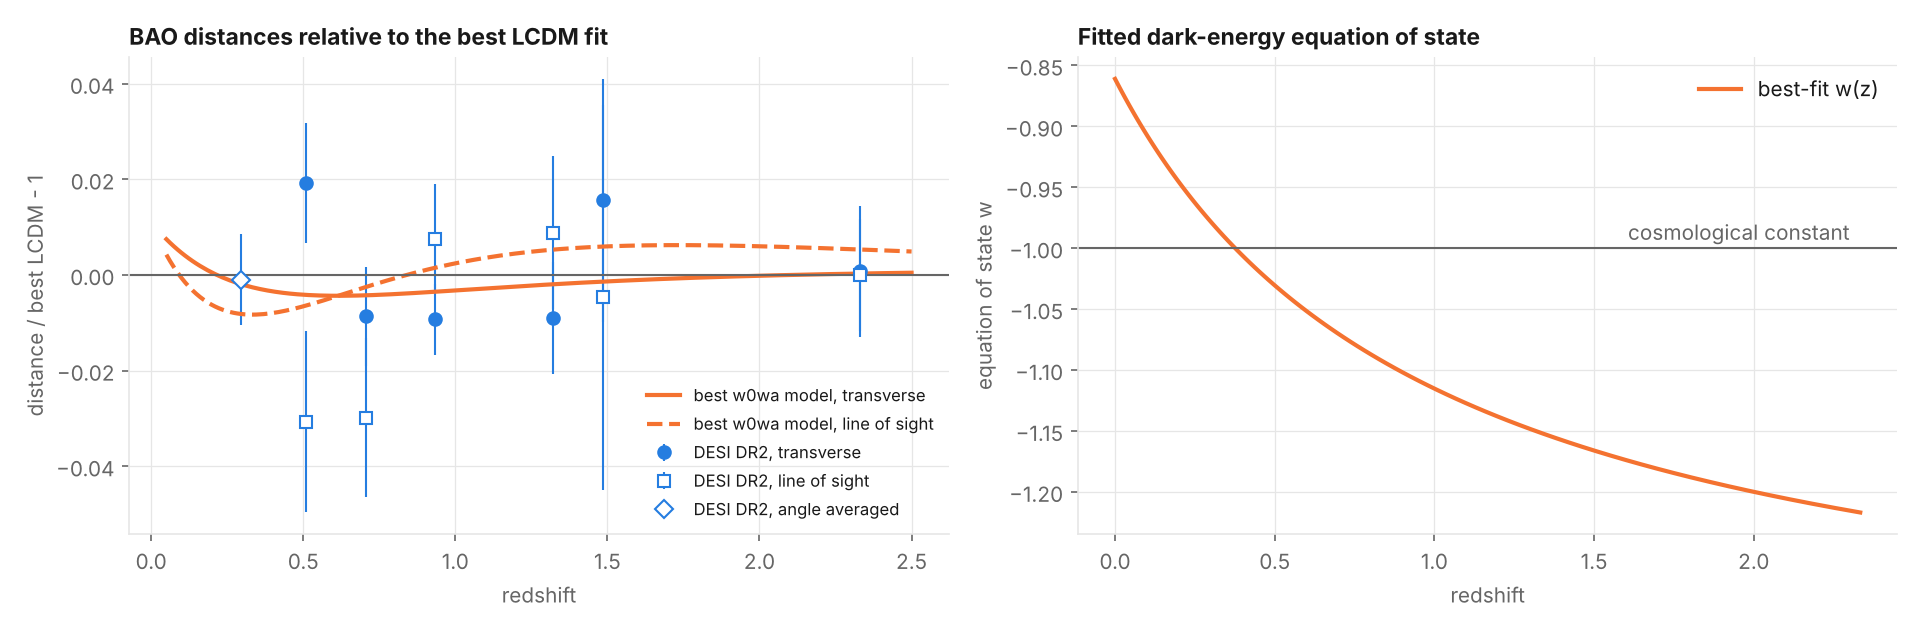 BAO distances relative to the best LCDM fit
distance / best LCDM - 1
0.04
0.02
0.00
−0.02
−0.04
best w0wa model, transverse
best w0wa model, line of sight
DESI DR2, transverse
DESI DR2, line of sight
DESI DR2, angle averaged
0.0 0.5 1.0 1.5 2.0 2.5
redshift
Fitted dark-energy equation of state
equation of state w
−0.85
−0.90
−0.95
−1.00
−1.05
−1.10
−1.15
−1.20
best-fit w(z)
cosmological constant
0.0 0.5 1.0 1.5 2.0
redshift